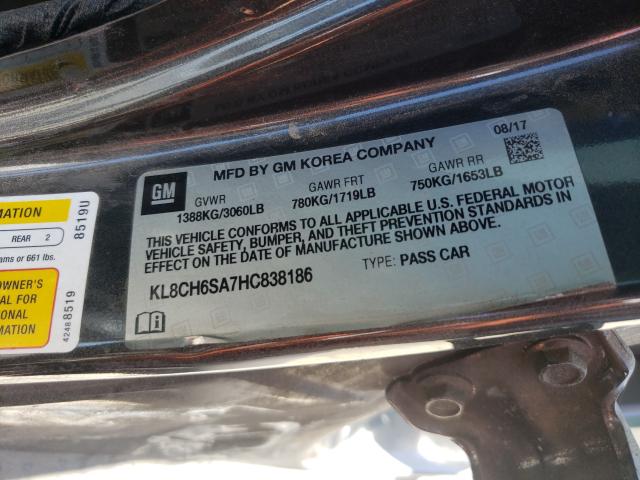 MFD BY GM KOREA COMPANY
08/17
GM
GVWR
1388KG/3060LB
GAWR FRT
780KG/1719LB
GAWR RR
750KG/1653LB
THIS VEHICLE CONFORMS TO ALL APPLICABLE U.S. FEDERAL MOTOR
VEHICLE SAFETY, BUMPER, AND THEFT PREVENTION STANDARDS IN
EFFECT ON THE DATE OF MANUFACTURE SHOWN ABOVE.
KL8CH6SA7HC838186
TYPE: PASS CAR
MATION
REAR 2
ams or 661 lbs.
OWNER'S
AL FOR
ONAL
MATION
8519U
42488519